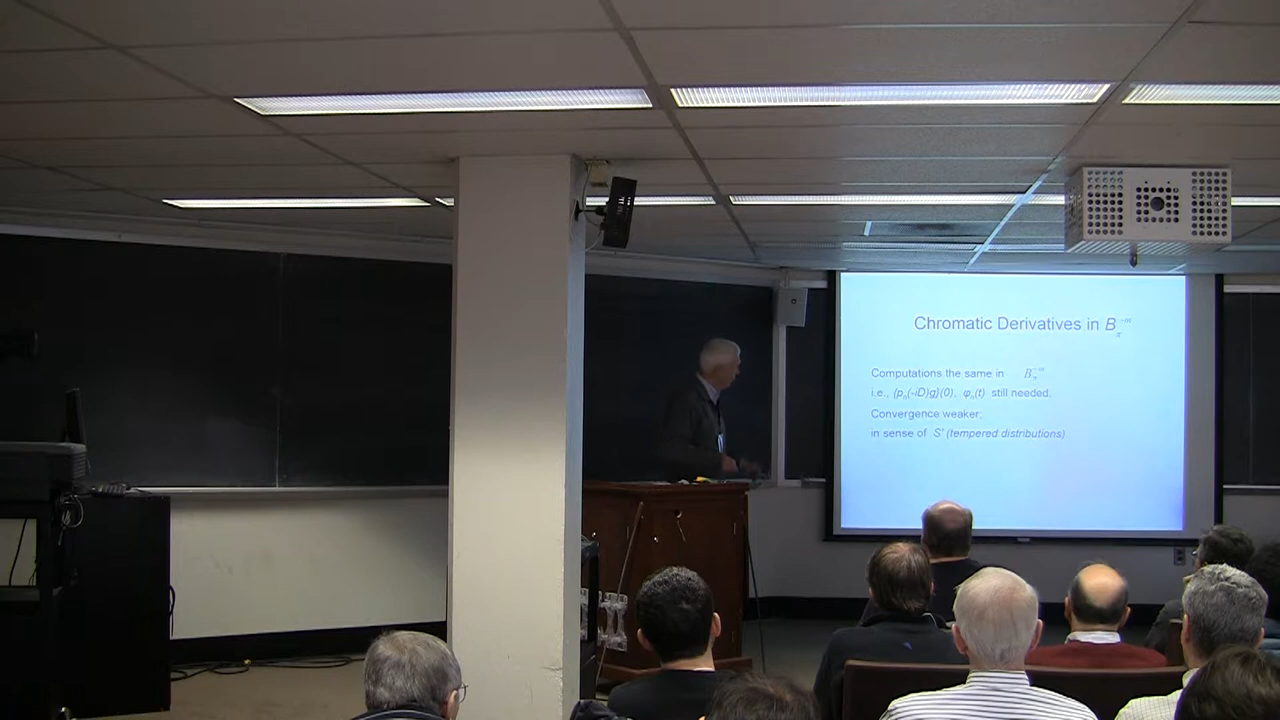 Chromatic Derivatives in B_π^{-∞}
Computations the same in B_π^{-∞}
i.e., {p_n(-iD)g}(0), φ_n(t) still needed.
Convergence weaker;
in sense of S' (tempered distributions)